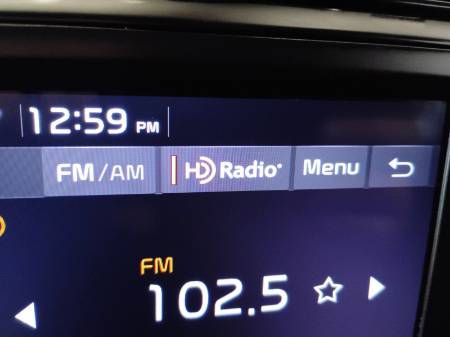 12:59 PM
FM/AM HD Radio® Menu
FM
102.5